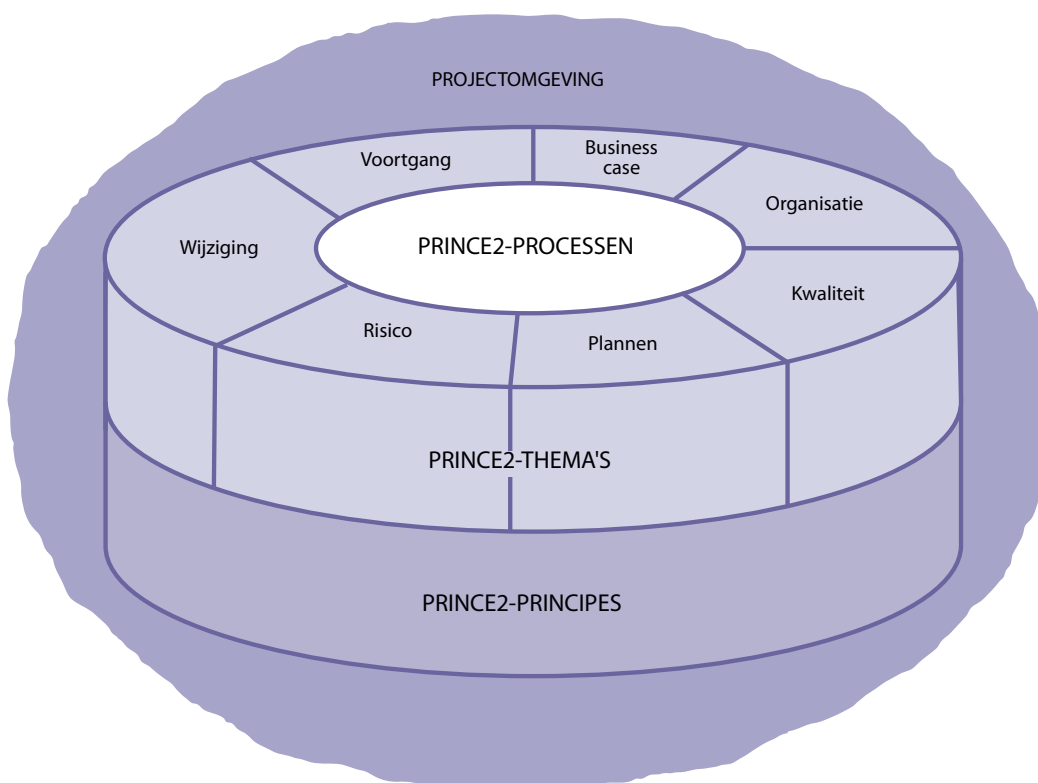 PROJECTOMGEVING
Voortgang
Business
case
Organisatie
Wijziging
PRINCE2-PROCESSEN
Kwaliteit
Risico
Plannen
PRINCE2-THEMA'S
PRINCE2-PRINCIPES